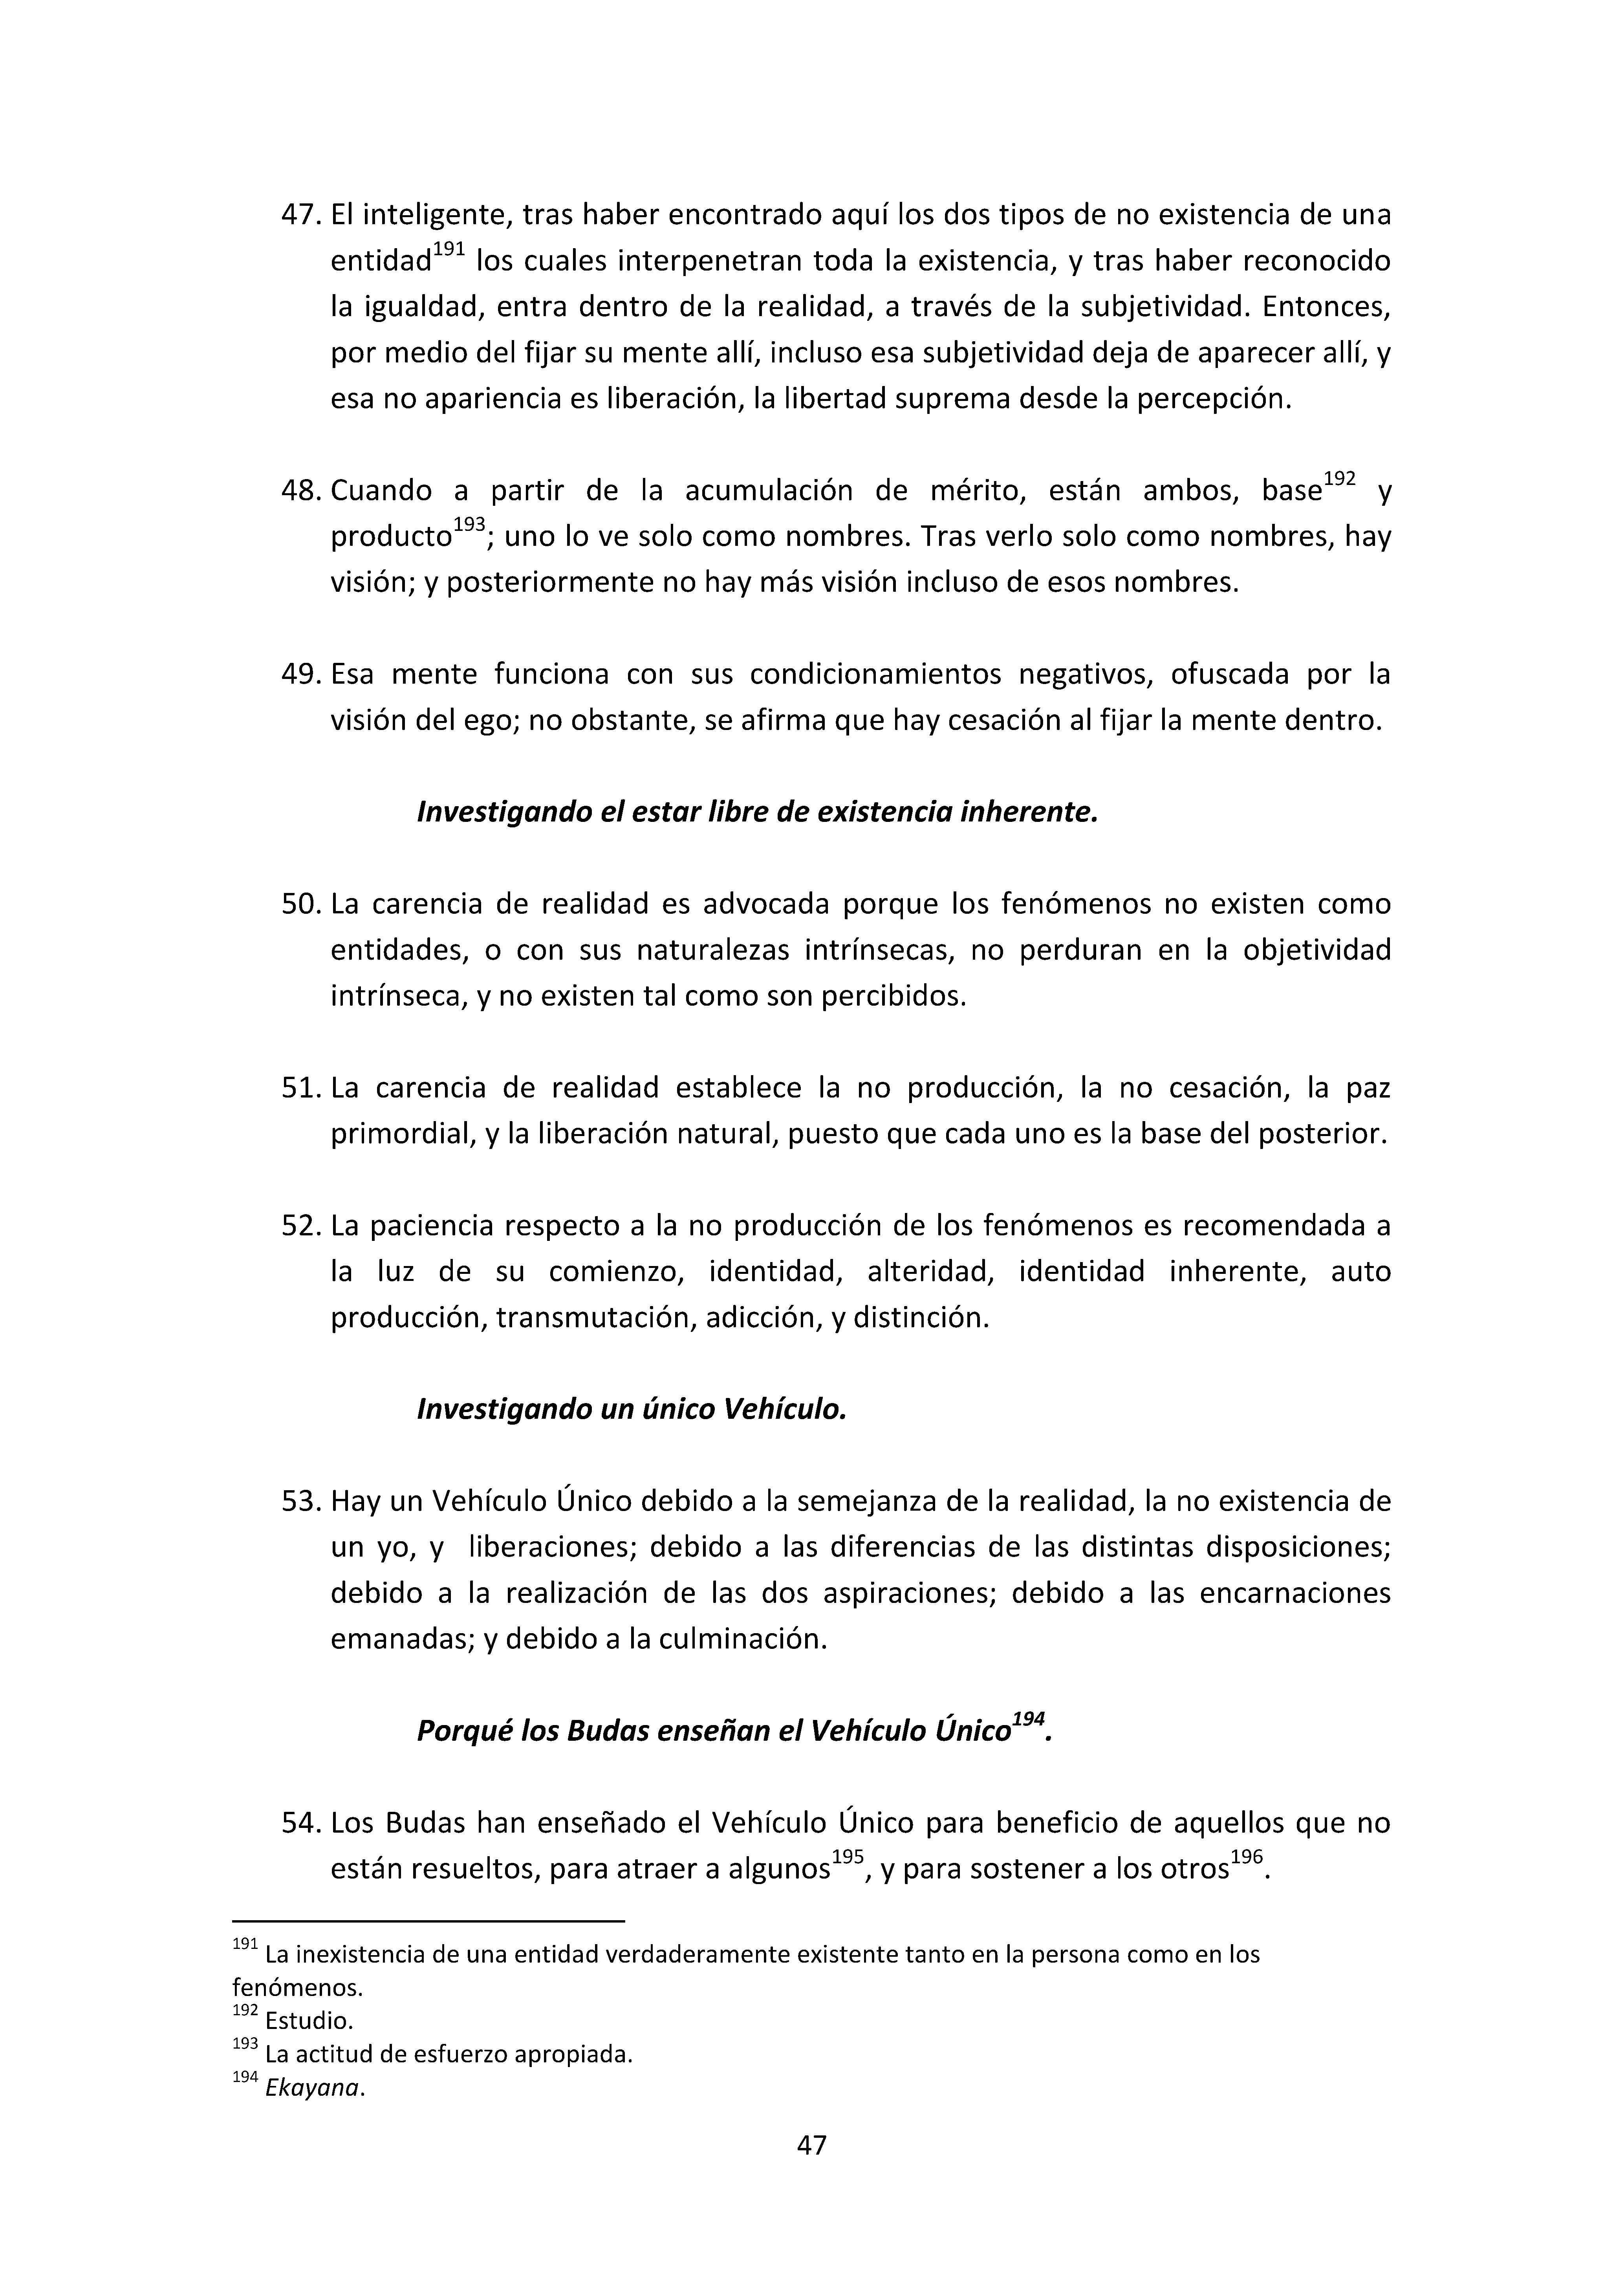 47. El inteligente, tras haber encontrado aquí los dos tipos de no existencia de una
entidad191 los cuales interpenetran toda la existencia, y tras haber reconocido
la igualdad, entra dentro de la realidad, a través de la subjetividad. Entonces,
por medio del fijar su mente allí, incluso esa subjetividad deja de aparecer allí, y
esa no apariencia es liberación, la libertad suprema desde la percepción.
48. Cuando a partir de la acumulación de mérito, están ambos, base192 y
producto193; uno lo ve solo como nombres. Tras verlo solo como nombres, hay
visión; y posteriormente no hay más visión incluso de esos nombres.
49. Esa mente funciona con sus condicionamientos negativos, ofuscada por la
visión del ego; no obstante, se afirma que hay cesación al fijar la mente dentro.
Investigando el estar libre de existencia inherente.
50. La carencia de realidad es advocada porque los fenómenos no existen como
entidades, o con sus naturalezas intrínsecas, no perduran en la objetividad
intrínseca, y no existen tal como son percibidos.
51. La carencia de realidad establece la no producción, la no cesación, la paz
primordial, y la liberación natural, puesto que cada uno es la base del posterior.
52. La paciencia respecto a la no producción de los fenómenos es recomendada a
la luz de su comienzo, identidad, alteridad, identidad inherente, auto
producción, transmutación, adicción, y distinción.
Investigando un único Vehículo.
53. Hay un Vehículo Único debido a la semejanza de la realidad, la no existencia de
un yo, y liberaciones; debido a las diferencias de las distintas disposiciones;
debido a la realización de las dos aspiraciones; debido a las encarnaciones
emanadas; y debido a la culminación.
Porqué los Budas enseñan el Vehículo Único194.
54. Los Budas han enseñado el Vehículo Único para beneficio de aquellos que no
están resueltos, para atraer a algunos195, y para sostener a los otros196.
191 La inexistencia de una entidad verdaderamente existente tanto en la persona como en los
fenómenos.
192 Estudio.
193 La actitud de esfuerzo apropiada.
194 Ekayana.
47